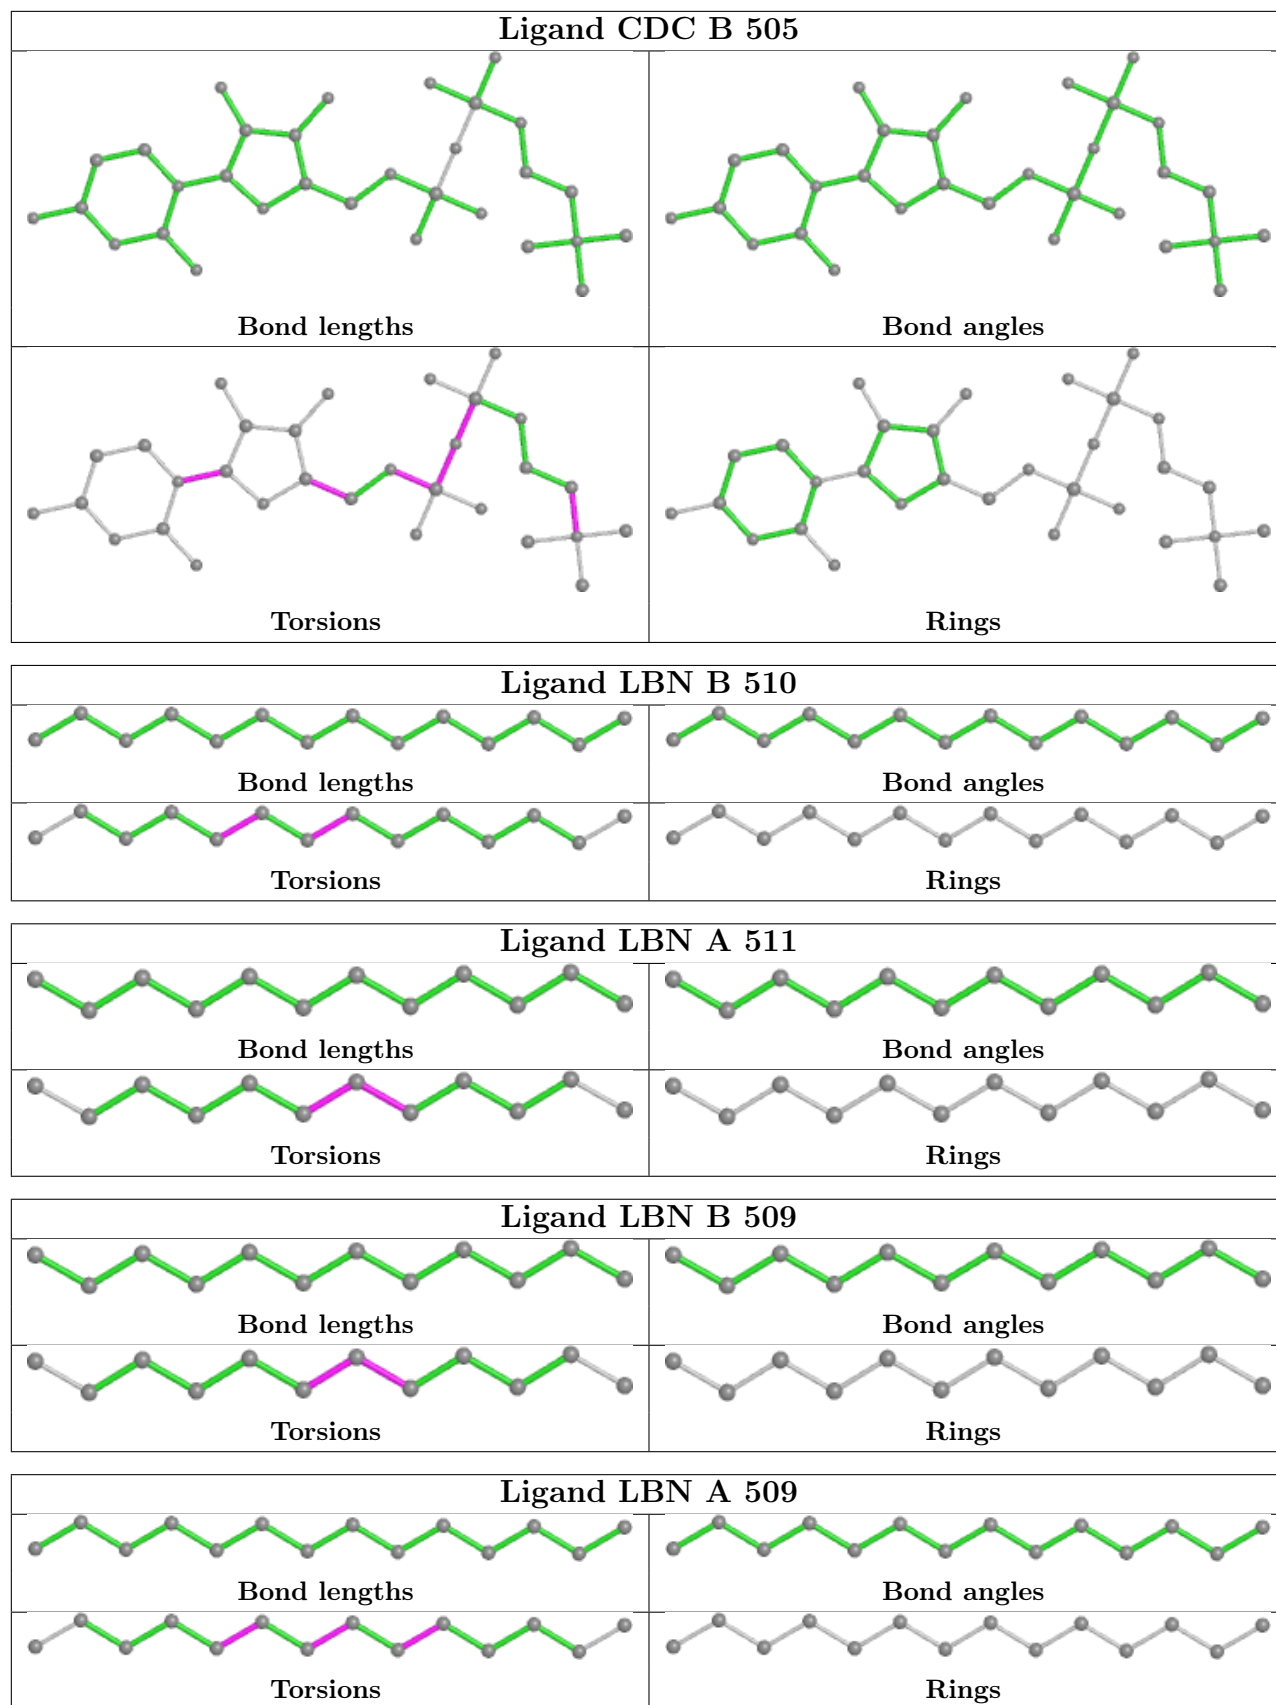 Ligand CDC B 505
Bond lengths
Bond angles
Torsions
Rings
Ligand LBN B 510
Bond lengths
Bond angles
Torsions
Rings
Ligand LBN A 511
Bond lengths
Bond angles
Torsions
Rings
Ligand LBN B 509
Bond lengths
Bond angles
Torsions
Rings
Ligand LBN A 509
Bond lengths
Bond angles
Torsions
Rings